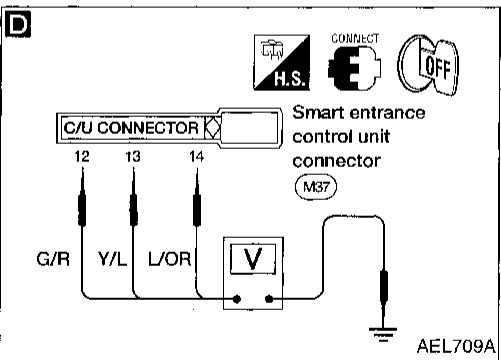 D
CONNECT
H.S.
OFF
C/U CONNECTOR
Smart entrance
control unit
connector
M37
12 13 14
G/R Y/L L/OR
V
AEL709A